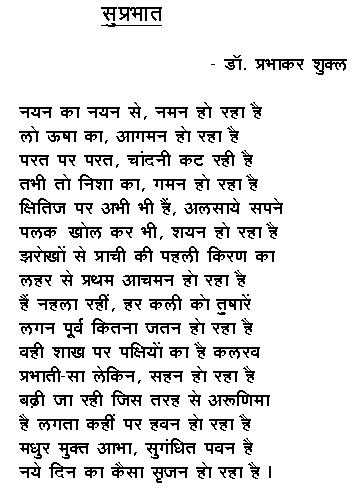 सुप्रभात
- डॉ. प्रभाकर शुक्ल
नयन का नयन से, नमन हो रहा है
लो ऊषा का, आगमन हो रहा है
परत पर परत, चांदनी कट रही है
तभी तो निशा का, गमन हो रहा है
क्षितिज पर अभी भी हैं, अलसाये सपने
पलक खोल कर भी, शयन हो रहा है
झरोखों से प्राची की पहली किरण का
लहर से प्रथम आचमन हो रहा है
हैं नहला रहीं, हर कली को तुषारें
लगन पूर्व कितना जतन हो रहा है
वही शाख पर पक्षियों का है कलरव
प्रभाती-सा लेकिन, सहन हो रहा है
बढ़ी जा रही जिस तरह से अरूणिमा
है लगता कहीं पर हवन हो रहा है
मधुर मुक्त आभा, सुगंधित पवन है
नये दिन का कैसा सृजन हो रहा है ।